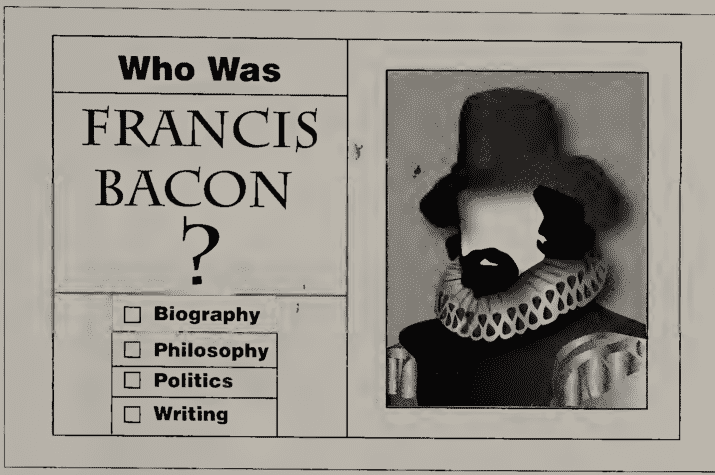 Who Was
FRANCIS
BACON
?
Biography
Philosophy
Politics
Writing